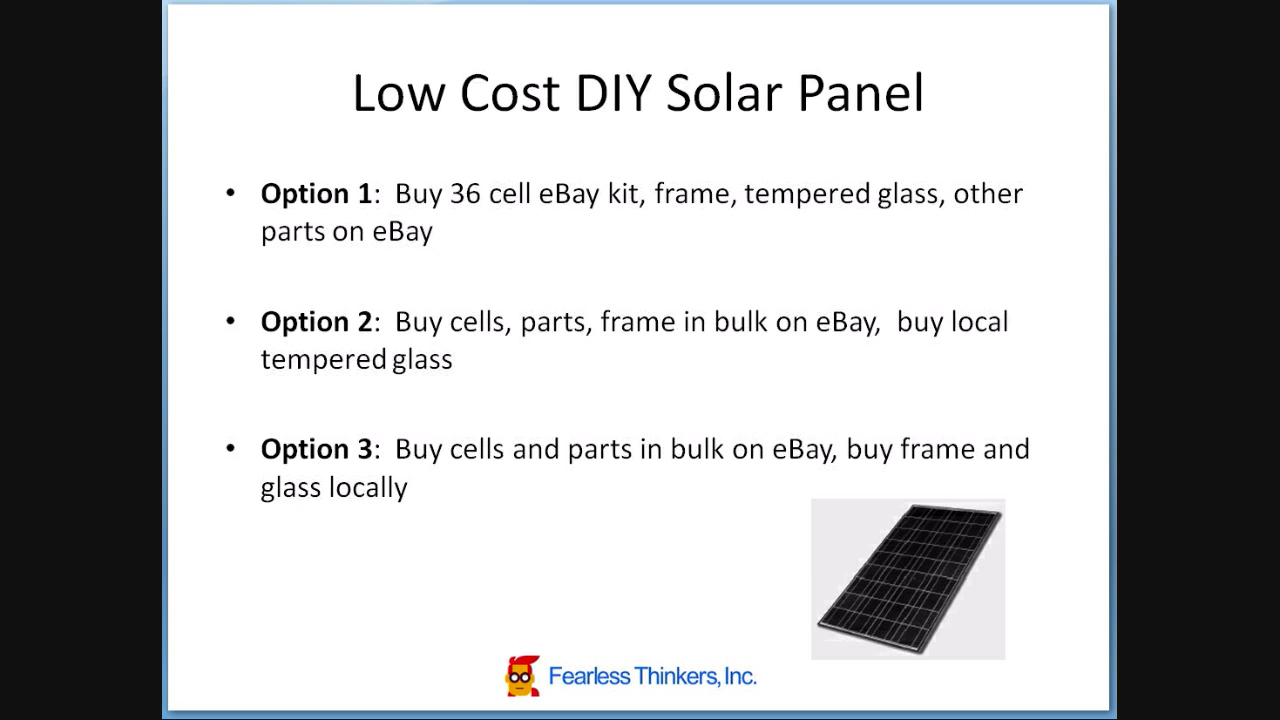 Low Cost DIY Solar Panel
• Option 1:  Buy 36 cell eBay kit, frame, tempered glass, other
parts on eBay
• Option 2:  Buy cells, parts, frame in bulk on eBay,  buy local
tempered glass
• Option 3:  Buy cells and parts in bulk on eBay, buy frame and
glass locally
Fearless Thinkers, Inc.